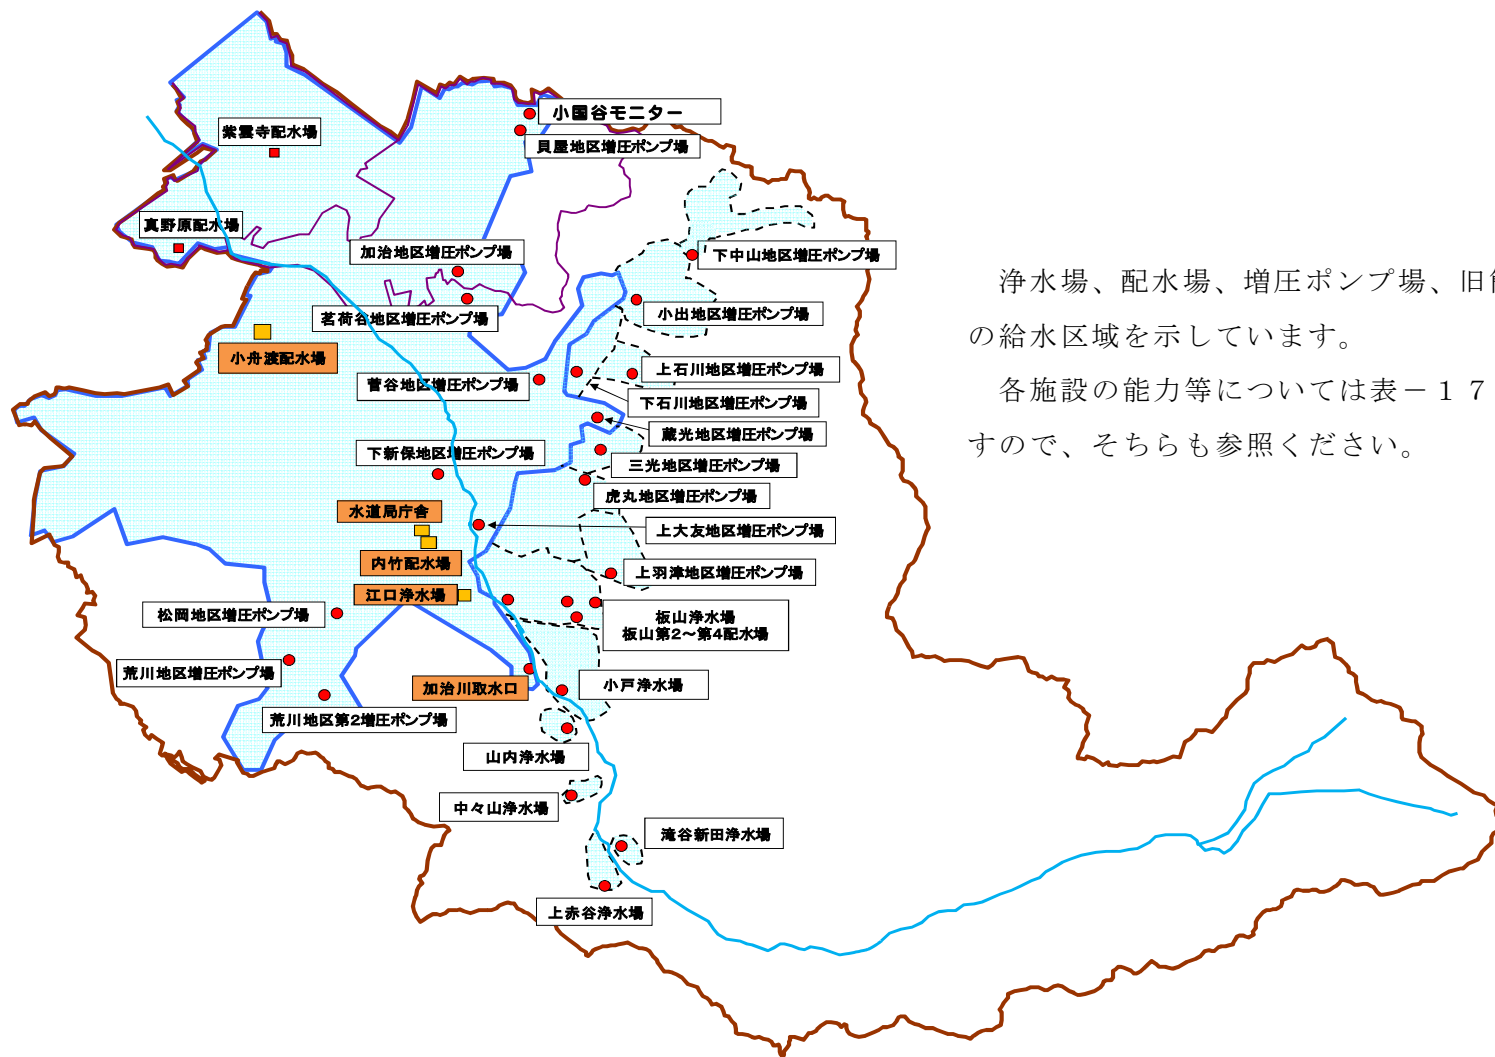 小国谷モニター
紫雲寺配水場
貝屋地区増圧ポンプ場
真野原配水場
加治地区増圧ポンプ場
下中山地区増圧ポンプ場
浄水場、配水場、増圧ポンプ場、旧簡
の給水区域を示しています。
各施設の能力等については表－１７
すので、そちらも参照ください。
茗荷谷地区増圧ポンプ場
小出地区増圧ポンプ場
小舟渡配水場
上石川地区増圧ポンプ場
菅谷地区増圧ポンプ場
下石川地区増圧ポンプ場
蔵光地区増圧ポンプ場
下新保地区増圧ポンプ場
三光地区増圧ポンプ場
虎丸地区増圧ポンプ場
水道局庁舎
上大友地区増圧ポンプ場
内竹配水場
上羽津地区増圧ポンプ場
江口浄水場
松岡地区増圧ポンプ場
板山浄水場
板山第2～第4配水場
荒川地区増圧ポンプ場
加治川取水口
小戸浄水場
荒川地区第2増圧ポンプ場
山内浄水場
中々山浄水場
滝谷新田浄水場
上赤谷浄水場